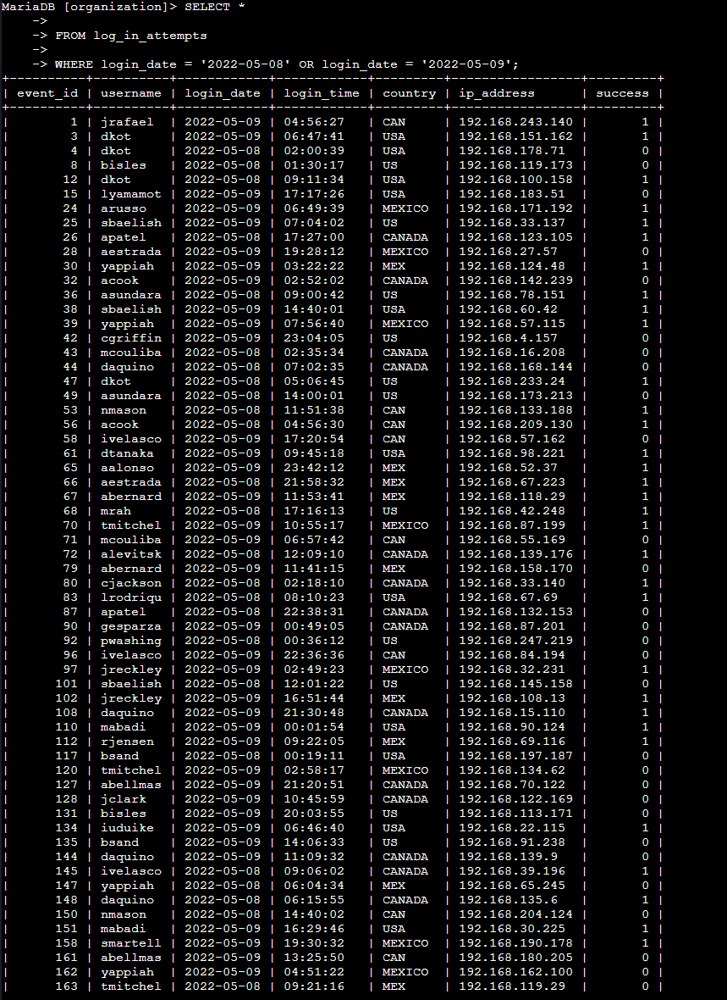 MariaDB [organization]> SELECT *
    ->
    -> FROM log_in_attempts
    ->
    -> WHERE login_date = '2022-05-08' OR login_date = '2022-05-09';
+----------+----------+------------+------------+---------+-----------------+---------+
| event_id | username | login_date | login_time | country | ip_address      | success |
+----------+----------+------------+------------+---------+-----------------+---------+
|        1 | jrafael  | 2022-05-09 | 04:56:27   | CAN     | 192.168.243.140 |       1 |
|        3 | dkot     | 2022-05-09 | 06:47:41   | USA     | 192.168.151.162 |       1 |
|        4 | dkot     | 2022-05-08 | 02:00:39   | USA     | 192.168.178.71  |       0 |
|        8 | bisles   | 2022-05-08 | 01:30:17   | US      | 192.168.119.173 |       0 |
|       12 | dkot     | 2022-05-08 | 09:11:34   | USA     | 192.168.100.158 |       1 |
|       15 | lyamamot | 2022-05-09 | 17:17:26   | USA     | 192.168.183.51  |       0 |
|       24 | arusso   | 2022-05-09 | 06:49:39   | MEXICO  | 192.168.171.192 |       1 |
|       25 | sbaelish | 2022-05-09 | 07:04:02   | US      | 192.168.33.137  |       1 |
|       26 | apatel   | 2022-05-08 | 17:27:00   | CANADA  | 192.168.123.105 |       1 |
|       28 | aestrada | 2022-05-09 | 19:28:12   | MEXICO  | 192.168.27.57   |       0 |
|       30 | yappiah  | 2022-05-09 | 03:22:22   | MEX     | 192.168.124.48  |       1 |
|       32 | acook    | 2022-05-09 | 02:52:02   | CANADA  | 192.168.142.239 |       0 |
|       36 | asundara | 2022-05-08 | 09:00:42   | US      | 192.168.78.151  |       1 |
|       38 | sbaelish | 2022-05-09 | 14:40:01   | USA     | 192.168.60.42   |       1 |
|       39 | yappiah  | 2022-05-09 | 07:56:40   | MEXICO  | 192.168.57.115  |       1 |
|       42 | cgriffin | 2022-05-09 | 23:04:05   | US      | 192.168.4.157   |       0 |
|       43 | mcouliba | 2022-05-08 | 02:35:34   | CANADA  | 192.168.16.208  |       0 |
|       44 | daquino  | 2022-05-08 | 07:02:35   | CANADA  | 192.168.168.144 |       0 |
|       47 | dkot     | 2022-05-08 | 05:06:45   | US      | 192.168.233.24  |       1 |
|       49 | asundara | 2022-05-08 | 14:00:01   | US      | 192.168.173.213 |       0 |
|       53 | nmason   | 2022-05-08 | 11:51:38   | CAN     | 192.168.133.188 |       1 |
|       56 | acook    | 2022-05-08 | 04:56:30   | CAN     | 192.168.209.130 |       1 |
|       58 | ivelasco | 2022-05-09 | 17:20:54   | CAN     | 192.168.57.162  |       0 |
|       61 | dtanaka  | 2022-05-09 | 09:45:18   | USA     | 192.168.98.221  |       1 |
|       65 | aalonso  | 2022-05-09 | 23:42:12   | MEX     | 192.168.52.37   |       1 |
|       66 | aestrada | 2022-05-08 | 21:58:32   | MEX     | 192.168.67.223  |       1 |
|       67 | abernard | 2022-05-09 | 11:53:41   | MEX     | 192.168.118.29  |       1 |
|       68 | mrah     | 2022-05-08 | 17:16:13   | US      | 192.168.42.248  |       1 |
|       70 | tmitchel | 2022-05-09 | 10:55:17   | MEXICO  | 192.168.87.199  |       1 |
|       71 | mcouliba | 2022-05-09 | 06:57:42   | CAN     | 192.168.55.169  |       0 |
|       72 | alevitsk | 2022-05-08 | 12:09:10   | CANADA  | 192.168.139.176 |       1 |
|       79 | abernard | 2022-05-09 | 11:41:15   | MEX     | 192.168.158.170 |       0 |
|       80 | cjackson | 2022-05-08 | 02:18:10   | CANADA  | 192.168.33.140  |       1 |
|       83 | lrodriqu | 2022-05-08 | 08:10:23   | USA     | 192.168.67.69   |       1 |
|       87 | apatel   | 2022-05-08 | 22:38:31   | CANADA  | 192.168.132.153 |       0 |
|       90 | gesparza | 2022-05-09 | 00:49:05   | CANADA  | 192.168.87.201  |       0 |
|       92 | pwashing | 2022-05-08 | 00:36:12   | US      | 192.168.247.219 |       0 |
|       96 | ivelasco | 2022-05-09 | 22:36:36   | CAN     | 192.168.84.194  |       0 |
|       97 | jreckley | 2022-05-09 | 02:49:23   | MEXICO  | 192.168.32.231  |       1 |
|      101 | sbaelish | 2022-05-08 | 12:01:22   | US      | 192.168.145.158 |       0 |
|      102 | jreckley | 2022-05-09 | 16:51:44   | MEX     | 192.168.108.13  |       1 |
|      108 | daquino  | 2022-05-09 | 21:30:48   | CANADA  | 192.168.15.110  |       1 |
|      110 | mabadi   | 2022-05-09 | 00:01:54   | USA     | 192.168.90.124  |       1 |
|      112 | rjensen  | 2022-05-09 | 09:22:05   | MEX     | 192.168.69.116  |       1 |
|      117 | bsand    | 2022-05-08 | 00:19:11   | USA     | 192.168.197.187 |       0 |
|      120 | tmitchel | 2022-05-09 | 02:58:17   | MEXICO  | 192.168.134.62  |       0 |
|      127 | abellmas | 2022-05-09 | 21:20:51   | CANADA  | 192.168.70.122  |       0 |
|      128 | jclark   | 2022-05-09 | 10:45:59   | CANADA  | 192.168.122.169 |       0 |
|      131 | bisles   | 2022-05-09 | 20:03:55   | US      | 192.168.113.171 |       0 |
|      134 | iuduike  | 2022-05-09 | 06:46:40   | USA     | 192.168.22.115  |       1 |
|      135 | bsand    | 2022-05-09 | 14:06:33   | US      | 192.168.91.238  |       0 |
|      144 | daquino  | 2022-05-09 | 11:09:32   | CANADA  | 192.168.139.9   |       0 |
|      145 | ivelasco | 2022-05-08 | 09:06:02   | CANADA  | 192.168.39.196  |       1 |
|      147 | yappiah  | 2022-05-08 | 06:04:34   | MEX     | 192.168.65.245  |       0 |
|      148 | daquino  | 2022-05-08 | 06:15:55   | CANADA  | 192.168.135.6   |       1 |
|      150 | nmason   | 2022-05-08 | 14:40:02   | CAN     | 192.168.204.124 |       0 |
|      151 | mabadi   | 2022-05-09 | 16:29:46   | USA     | 192.168.30.225  |       1 |
|      158 | smartell | 2022-05-09 | 19:30:32   | MEXICO  | 192.168.190.178 |       1 |
|      161 | abellmas | 2022-05-09 | 13:25:50   | CAN     | 192.168.180.205 |       0 |
|      162 | yappiah  | 2022-05-09 | 04:51:22   | MEXICO  | 192.168.162.100 |       0 |
|      163 | tmitchel | 2022-05-08 | 09:21:16   | MEX     | 192.168.119.29  |       0 |